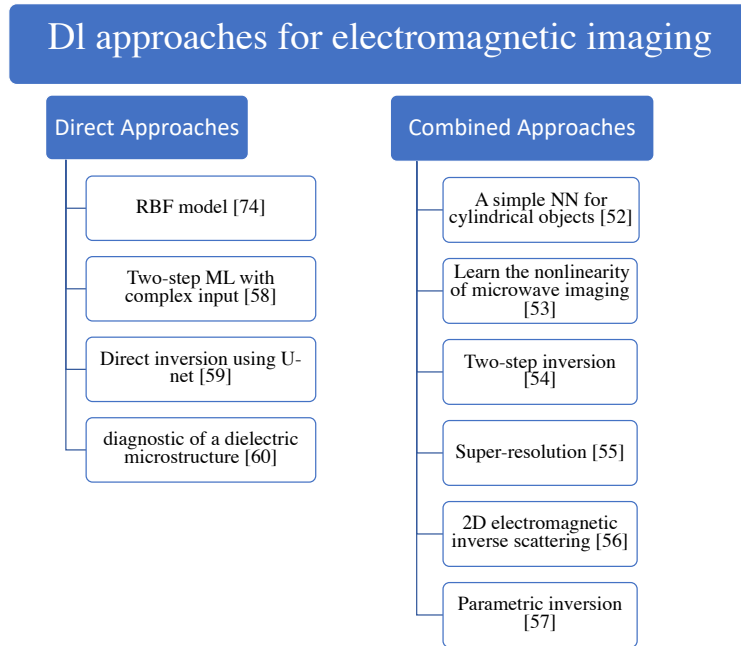 Dl approaches for electromagnetic imaging
Direct Approaches
RBF model [74]
Two-step ML with
complex input [58]
Direct inversion using U-
net [59]
diagnostic of a dielectric
microstructure [60]
Combined Approaches
A simple NN for
cylindrical objects [52]
Learn the nonlinearity
of microwave imaging
[53]
Two-step inversion
[54]
Super-resolution [55]
2D electromagnetic
inverse scattering [56]
Parametric inversion
[57]